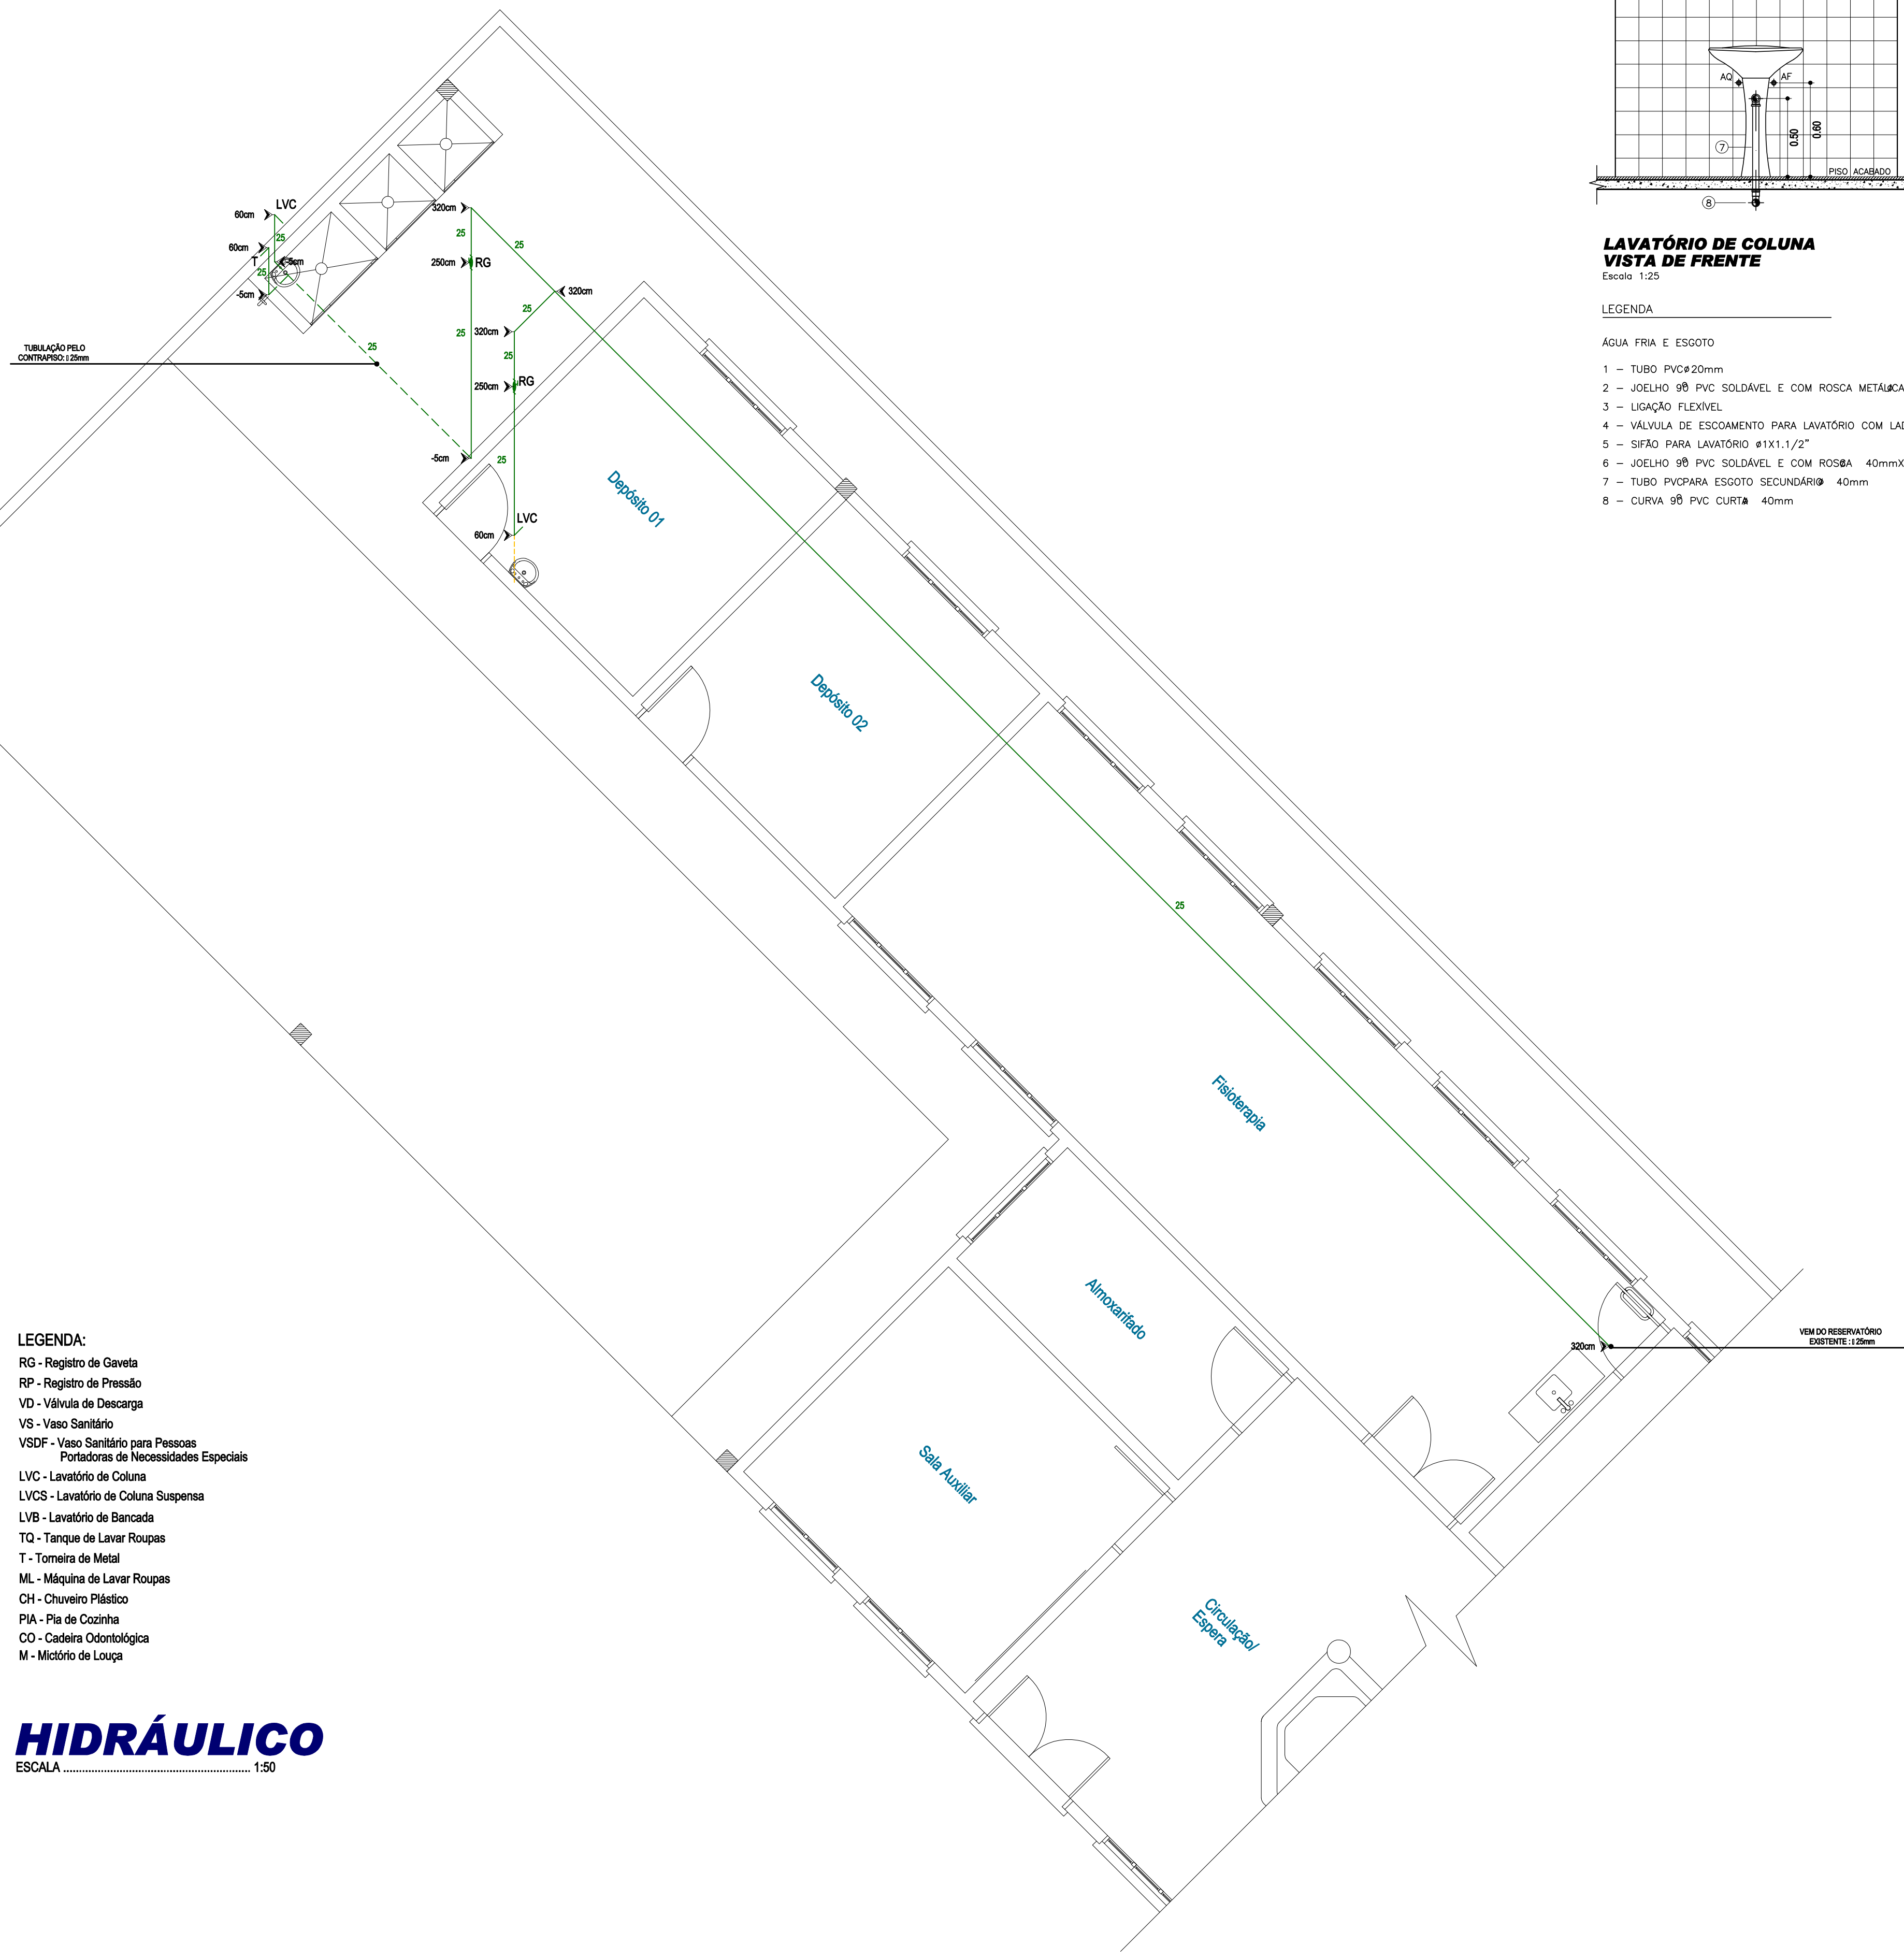 AQ
AF
0.50
0.60
7
PISO ACABADO
8
LAVATÓRIO DE COLUNA
VISTA DE FRENTE
Escala 1:25
LEGENDA
ÁGUA FRIA E ESGOTO
1 – TUBO PVCø20mm
2 – JOELHO 90 PVC SOLDÁVEL E COM ROSCA
3 – LIGAÇÃO FLEXÍVEL
4 – VÁLVULA DE ESCOAMENTO PARA LAVATÓRIO COM
5 – SIFÃO PARA LAVATÓRIO ø1X1.1/2"
6 – JOELHO 90 PVC SOLDÁVEL E COM ROSCA 40mmX
7 – TUBO PVCPARA ESGOTO SECUNDÁRIO 40mm
8 – CURVA 90 PVC CURTA 40mm
LVC
60cm
25
60cm
T
-5cm
25
-5cm
320cm
25
25
250cm
RG
320cm
25
320cm
25
25
250cm
RG
25
TUBULAÇÃO PELO
CONTRAPISO: 25mm
-5cm
25
LVC
60cm
Depósito 01
Depósito 02
25
Fisioterapia
Almoxarifado
Sala Auxiliar
Circulação/
Espera
320cm
VEM DO RESERVATÓRIO
EXISTENTE : 25mm
LEGENDA:
RG - Registro de Gaveta
RP - Registro de Pressão
VD - Válvula de Descarga
VS - Vaso Sanitário
VSDF - Vaso Sanitário para Pessoas
Portadoras de Necessidades Especiais
LVC - Lavatório de Coluna
LVCS - Lavatório de Coluna Suspensa
LVB - Lavatório de Bancada
TQ - Tanque de Lavar Roupas
T - Torneira de Metal
ML - Máquina de Lavar Roupas
CH - Chuveiro Plástico
PIA - Pia de Cozinha
CO - Cadeira Odontológica
M - Mictório de Louça
HIDRÁULICO
ESCALA ............................................................ 1:50